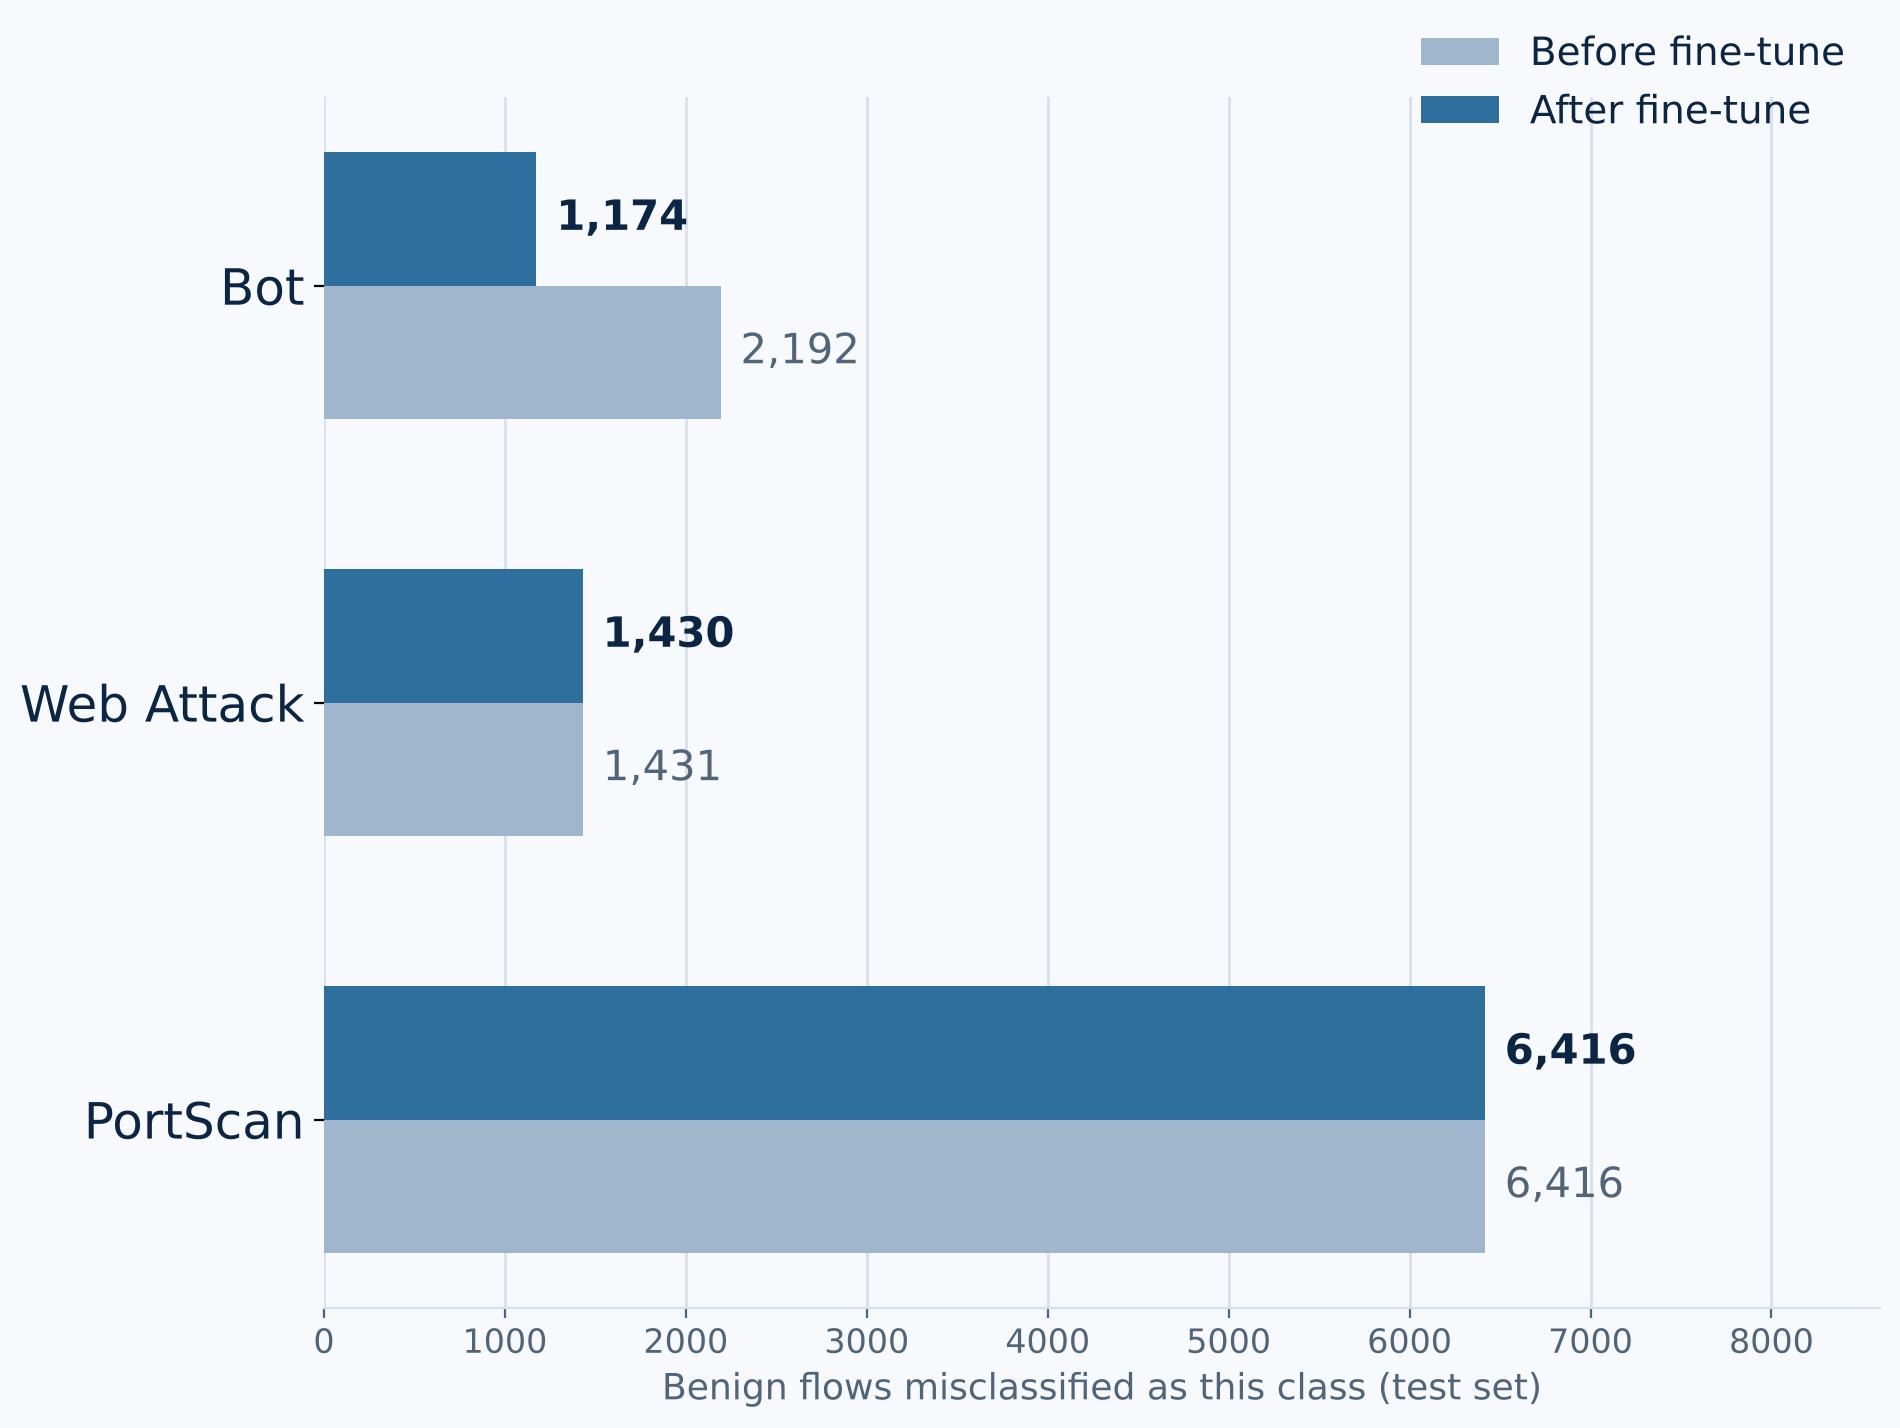 Before fine-tune
After fine-tune
1,174
Bot
2,192
1,430
Web Attack
1,431
6,416
PortScan
6,416
0 1000 2000 3000 4000 5000 6000 7000 8000
Benign flows misclassified as this class (test set)